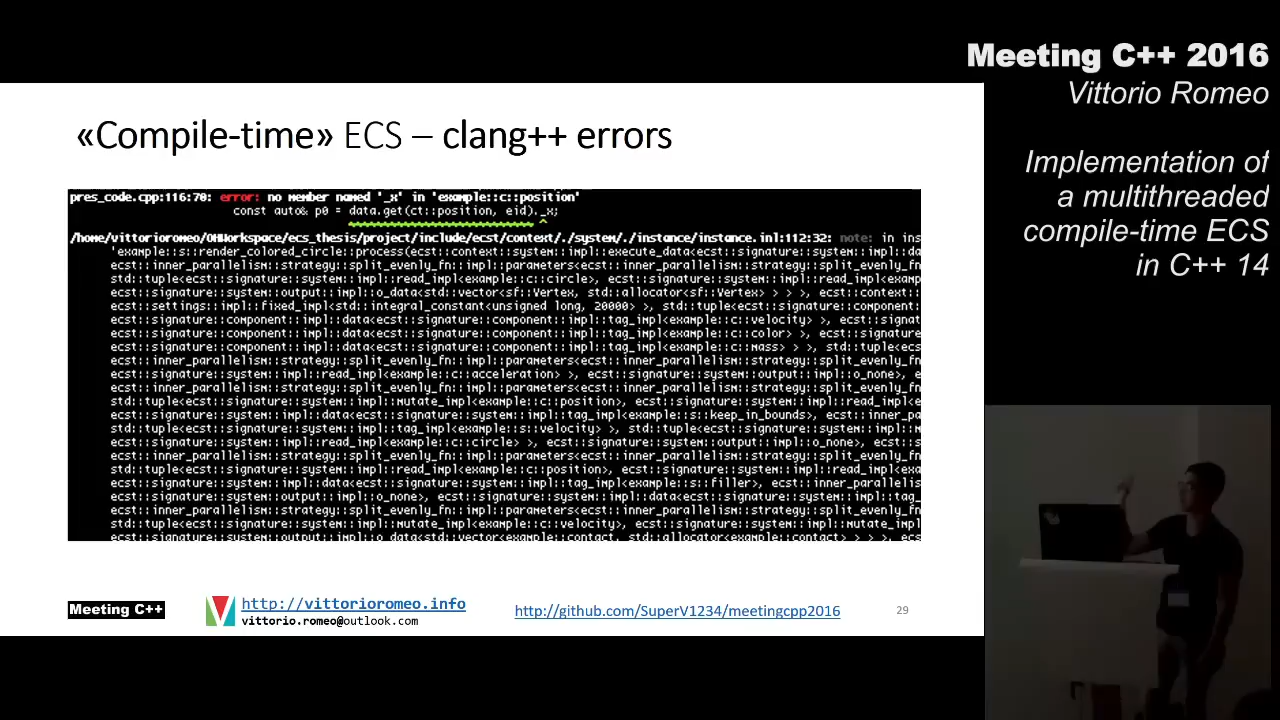 Meeting C++ 2016
Vittorio Romeo
Implementation of
a multithreaded
compile-time ECS
in C++ 14
«Compile-time» ECS – clang++ errors
pres_code.cpp:116:70: error: no member named '_x' in 'example::c::position'
const auto& p0 = data.get(ct::position, eid)._x;
/home/vittorioromeo/OHWorkspace/ecs_thesis/project/include/ecst/context/./system/./instance/instance.inl:112:32: note: in ins
'example::s::render_colored_circle::process(ecst::context::system::impl::execute_data<ecst::signature::system::impl::da
ecst::inner_parallelism::strategy::split_evenly_fn::impl::parameters<ecst::inner_parallelism::strategy::split_evenly_fn
std::tuple<ecst::signature::system::impl::read_impl<example::c::circle>, ecst::signature::system::impl::read_impl<examp
ecst::signature::system::output::impl::o_data<std::vector<sf::Vertex, std::allocator<sf::Vertex> > > >, ecst::context::
ecst::settings::impl::fixed_impl<std::integral_constant<unsigned long, 20000> >, std::tuple<ecst::signature::component:
ecst::signature::component::impl::data<ecst::signature::component::impl::tag_impl<example::c::velocity> >, ecst::signat
ecst::signature::component::impl::data<ecst::signature::component::impl::tag_impl<example::c::color> >, ecst::signature
ecst::signature::component::impl::data<ecst::signature::component::impl::tag_impl<example::c::mass> > >, std::tuple<ecs
ecst::inner_parallelism::strategy::split_evenly_fn::impl::parameters<ecst::inner_parallelism::strategy::split_evenly_fn
ecst::signature::system::impl::read_impl<example::c::acceleration> >, ecst::signature::system::output::impl::o_none>, e
ecst::inner_parallelism::strategy::split_evenly_fn::impl::parameters<ecst::inner_parallelism::strategy::split_evenly_fn
std::tuple<ecst::signature::system::impl::mutate_impl<example::c::position>, ecst::signature::system::impl::mutate_impl
ecst::signature::system::impl::data<ecst::signature::system::impl::tag_impl<example::s::keep_in_bounds>, ecst::inner_pa
ecst::signature::system::impl::tag_impl<example::s::velocity> >, std::tuple<ecst::signature::system::impl::m
ecst::signature::system::impl::read_impl<example::c::circle> >, ecst::signature::system::output::impl::o_none>, ecst::s
ecst::inner_parallelism::strategy::split_evenly_fn::impl::parameters<ecst::inner_parallelism::strategy::split_evenly_fn
std::tuple<ecst::signature::system::impl::read_impl<example::c::position>, ecst::signature::system::impl::read_impl<exa
ecst::signature::system::impl::data<ecst::signature::system::impl::tag_impl<example::s::filler>, ecst::inner_parallelis
ecst::signature::system::output::impl::o_none>, ecst::signature::system::impl::data<ecst::signature::system::impl::tag_
ecst::inner_parallelism::strategy::split_evenly_fn::impl::parameters<ecst::inner_parallelism::strategy::split_evenly_fn
std::tuple<ecst::signature::system::impl::mutate_impl<example::c::velocity>, ecst::signature::system::impl::mutate_impl
ecst::signature::system::output::impl::o_data<std::vector<example::contact, std::allocator<example::contact> > > >, ecs
Meeting C++
http://vittorioromeo.info
vittorio.romeo@outlook.com
http://github.com/SuperV1234/meetingcpp2016
29